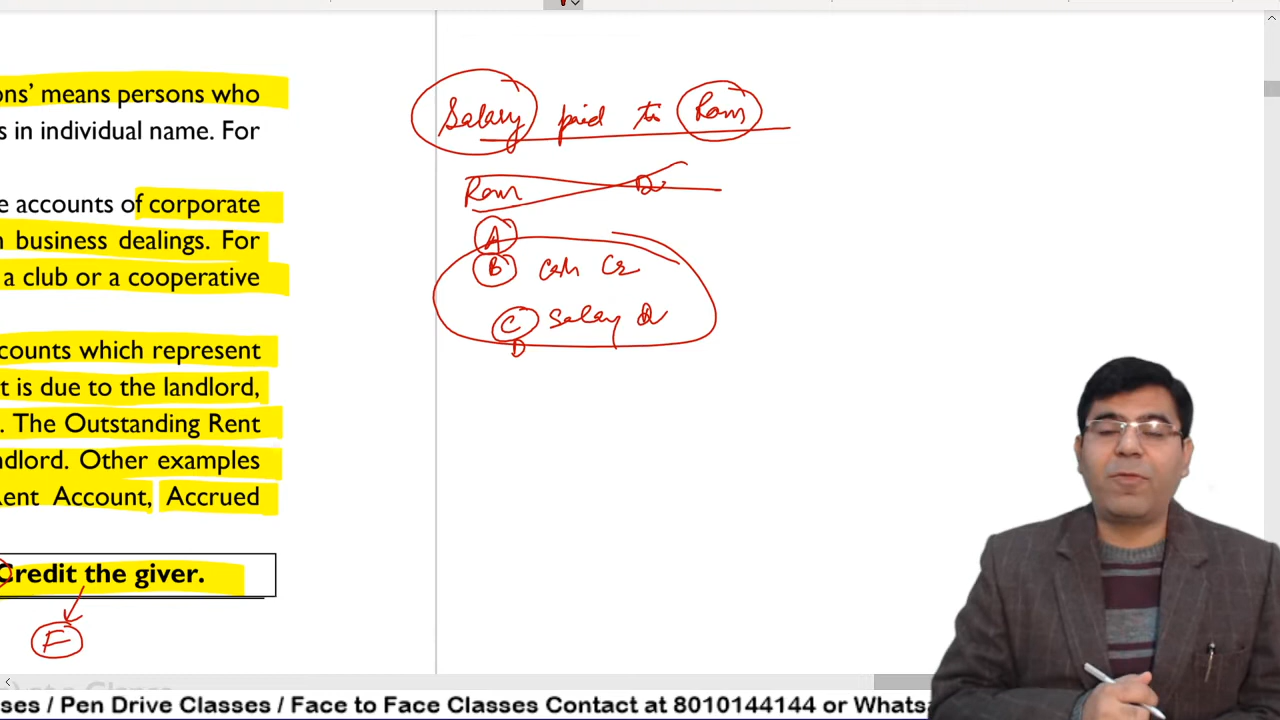 ons' means persons who
s in individual name. For
e accounts of corporate
n business dealings. For
a club or a cooperative
ccounts which represent
t is due to the landlord,
. The Outstanding Rent
ndlord. Other examples
Rent Account, Accrued
Credit the giver.
F
Salary paid to Ram
Ram Dr
A
B Cash Cr
C Salary Dr
D
ses / Pen Drive Classes / Face to Face Classes Contact at 8010144144 or Whatsa